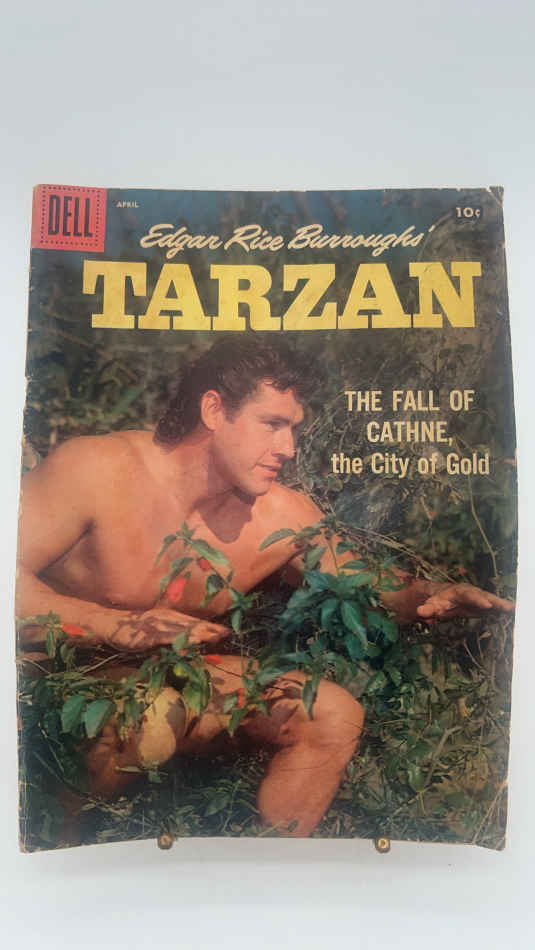 DELL
APRIL
10¢
Edgar Rice Burroughs'
TARZAN
THE FALL OF
CATHNE,
the City of Gold